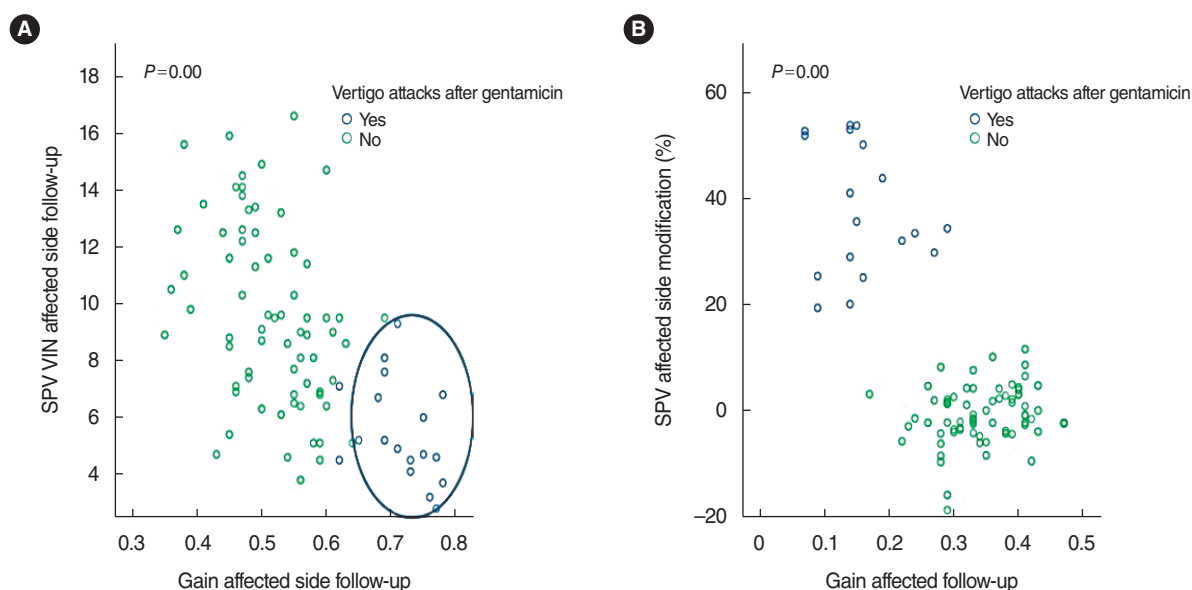 A
P=0.00
Vertigo attacks after gentamicin
Yes
No
SPV VIN affected side follow-up
18
16
14
12
10
8
6
4
0.3 0.4 0.5 0.6 0.7 0.8
Gain affected side follow-up
B
P=0.00
Vertigo attacks after gentamicin
Yes
No
SPV affected side modification (%)
60
40
20
0
–20
0 0.1 0.2 0.3 0.4 0.5
Gain affected follow-up